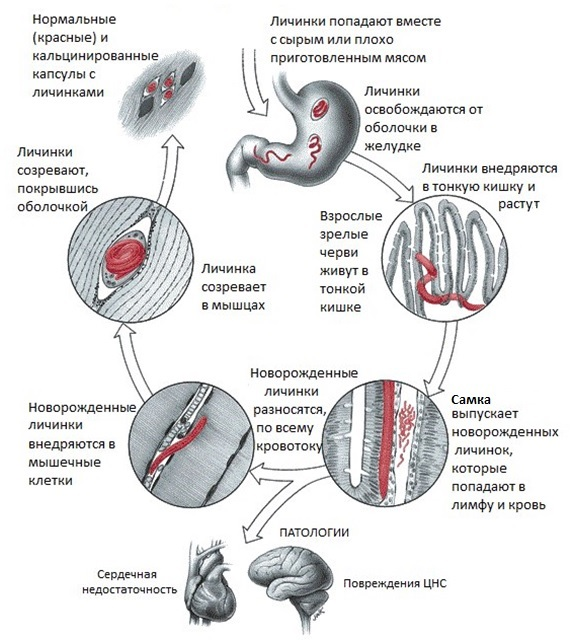 Нормальные
(красные) и
кальцинированные
капсулы с
личинками
Личинки попадают вместе
с сырым или плохо
приготовленным мясом
Личинки
освобождаются от
оболочки в
желудке
Личинки внедряются
в тонкую кишку и
растут
Взрослые
зрелые
черви
живут в
тонкой
кишке
Личинки
созревают,
покрывшись
оболочкой
Личинка
созревает
в мышцах
Новорожденные
личинки
разносятся,
по всему
кровотоку
Самка
выпускает
новорожденных
личинок,
которые
попадают в
лимфу и кровь
Новорожденные
личинки
внедряются в
мышечные
клетки
ПАТОЛОГИИ
Сердечная
недостаточность
Повреждения ЦНС